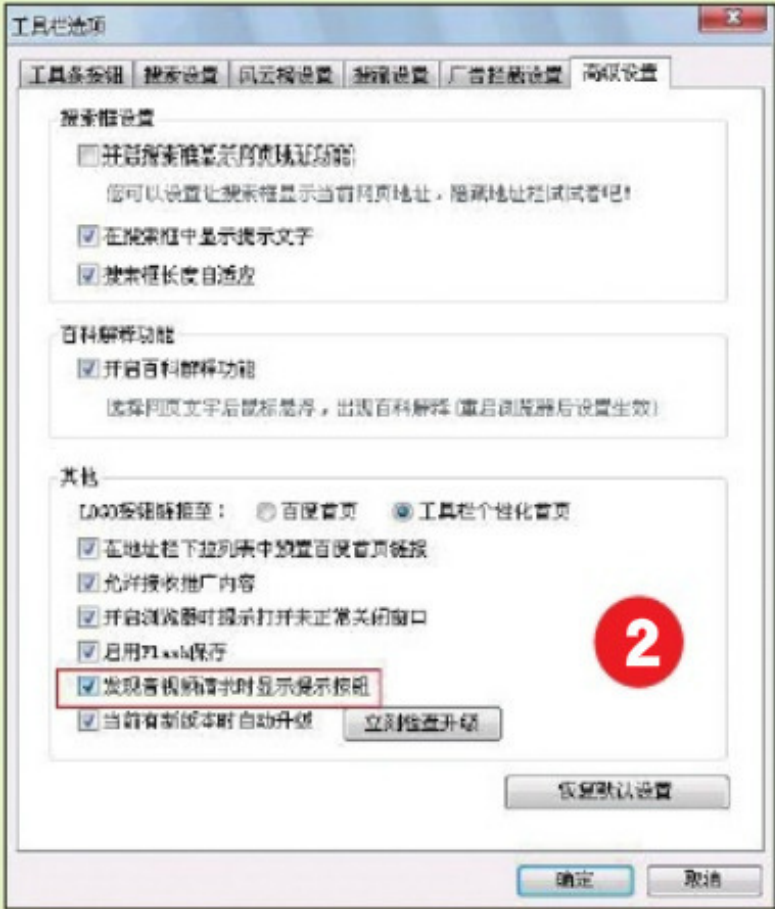 工具栏选项
工具条按钮 搜索设置 风云榜设置 搜藏设置 广告拦截设置 高级设置
搜索框设置
开启搜索框显示网页地址功能
您可以设置让搜索框显示当前网页地址，隐藏地址栏试试看吧!
在搜索框中显示提示文字
搜索框长度自适应
百科解释功能
开启百科解释功能
选择网页文字后鼠标悬浮，出现百科解释(重启浏览器后设置生效)
其他
LOGO按钮链接至： 百度首页 工具栏个性化首页
在地址栏下拉列表中预置百度首页链接
允许接收推广内容
开启浏览器时提示打开未正常关闭窗口
启用Flash保存
2
发现音视频请求时显示提示按钮
当前有新版本时自动升级 立刻检查升级
恢复默认设置
确定 取消